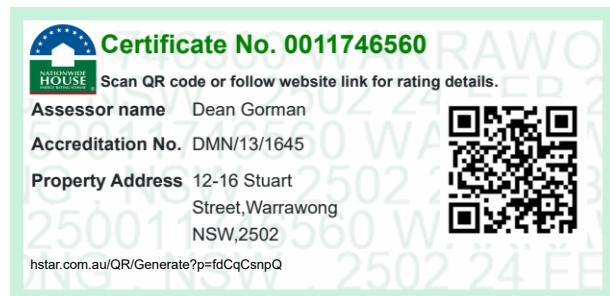 Certificate No. 0011746560
NATIONWIDE
HOUSE
ENERGY RATING SCHEME
Scan QR code or follow website link for rating details.
Assessor name Dean Gorman
Accreditation No. DMN/13/1645
Property Address 12-16 Stuart
Street,Warrawong
NSW,2502
hstar.com.au/QR/Generate?p=fdCqCsnpQ